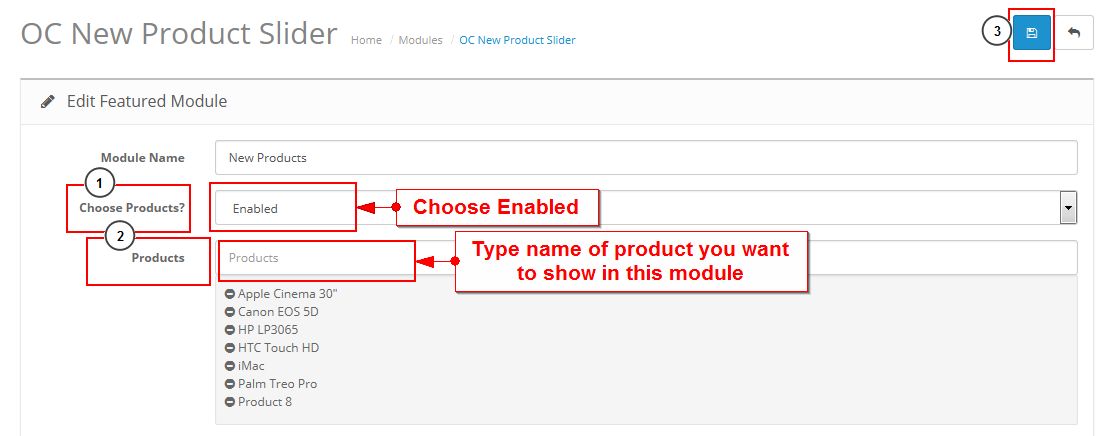 OC New Product Slider Home / Modules / OC New Product Slider
3
Edit Featured Module
Module Name New Products
1
Choose Products? Enabled Choose Enabled
2
Products Products
Type name of product you want
to show in this module
Apple Cinema 30"
Canon EOS 5D
HP LP3065
HTC Touch HD
iMac
Palm Treo Pro
Product 8